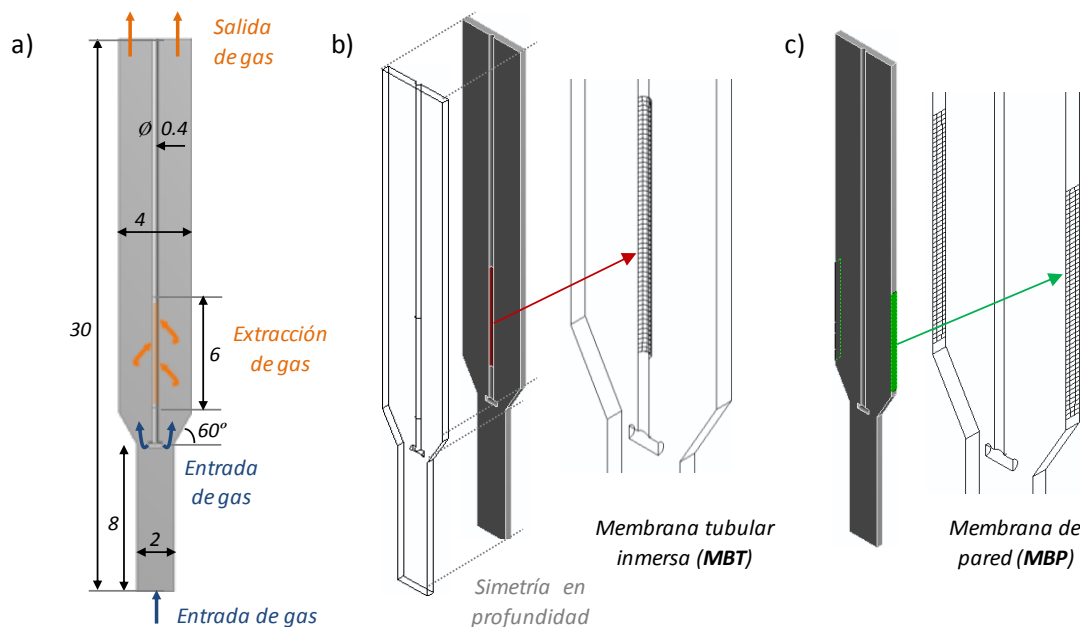 a)
Salida
de gas
Ø 0.4
4
30
6
Extracción
de gas
60º
Entrada
de gas
8
2
Entrada de gas
b)
Membrana tubular
inmersa (MBT)
Simetría en
profundidad
c)
Membrana de
pared (MBP)